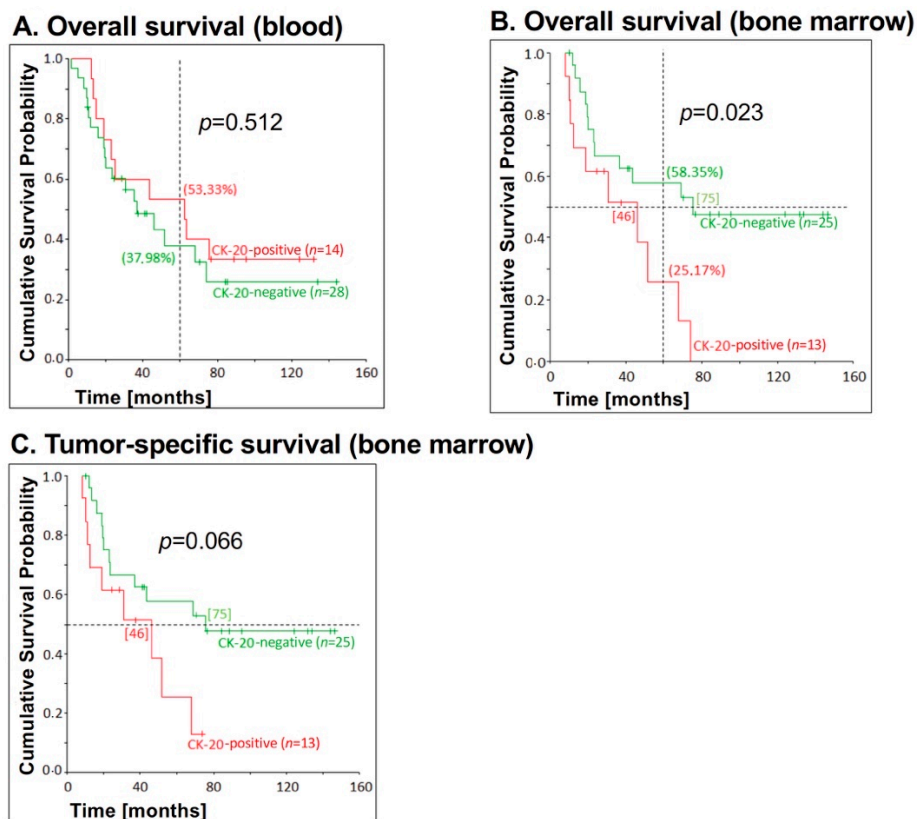 A. Overall survival (blood)
Cumulative Survival Probability
1.0
0.8
0.6
0.4
0.2
0.0
p=0.512
(53.33%)
(37.98%)
CK-20-positive (n=14)
CK-20-negative (n=28)
0 40 80 120 160
Time [months]
B. Overall survival (bone marrow)
Cumulative Survival Probability
1.0
0.8
0.6
0.4
0.2
0.0
p=0.023
(58.35%)
[75]
[46]
CK-20-negative (n=25)
(25.17%)
CK-20-positive (n=13)
0 40 80 120 160
Time [months]
C. Tumor-specific survival (bone marrow)
Cumulative Survival Probability
1.0
0.8
0.6
0.4
0.2
0.0
p=0.066
[75]
[46]
CK-20-negative (n=25)
CK-20-positive (n=13)
0 40 80 120 160
Time [months]